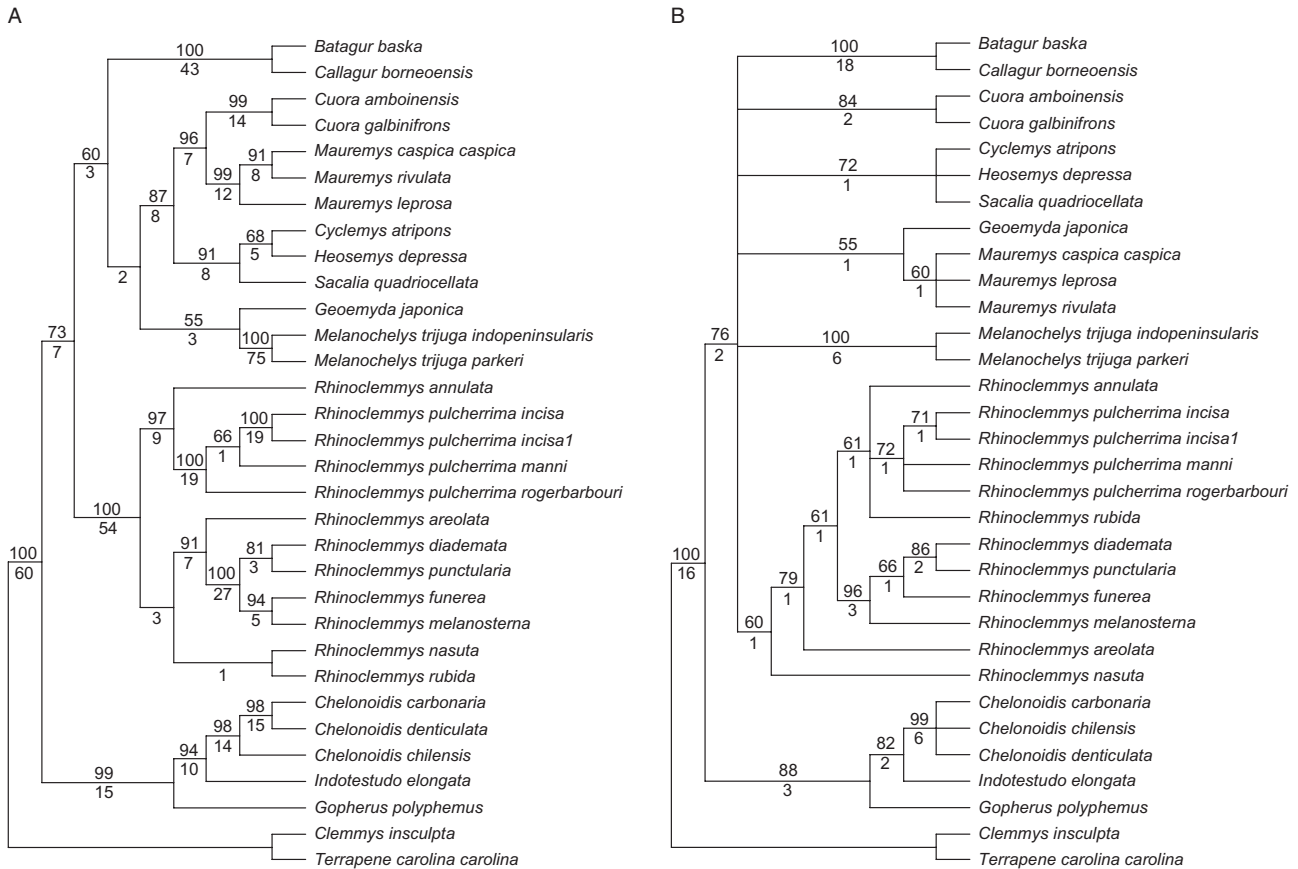 A
100
43
Batagur baska
Callagur borneoensis
99
14
Cuora amboinensis
Cuora galbinifrons
96
7
91
8
Mauremys caspica caspica
Mauremys rivulata
99
12
Mauremys leprosa
60
3
87
8
68
5
Cyclemys atripons
Heosemys depressa
91
8
Sacalia quadriocellata
2
55
3
Geoemyda japonica
100
75
Melanochelys trijuga indopeninsularis
Melanochelys trijuga parkeri
73
7
Rhinoclemmys annulata
97
9
100
19
Rhinoclemmys pulcherrima incisa
Rhinoclemmys pulcherrima incisa1
66
1
Rhinoclemmys pulcherrima manni
100
19
Rhinoclemmys pulcherrima rogerbarbouri
100
54
Rhinoclemmys areolata
91
7
81
3
Rhinoclemmys diademata
Rhinoclemmys punctularia
100
27
94
5
Rhinoclemmys funerea
Rhinoclemmys melanosterna
3
Rhinoclemmys nasuta
1
Rhinoclemmys rubida
100
60
98
15
Chelonoidis carbonaria
Chelonoidis denticulata
98
14
Chelonoidis chilensis
94
10
Indotestudo elongata
99
15
Gopherus polyphemus
Clemmys insculpta
Terrapene carolina carolina
B
100
18
Batagur baska
Callagur borneoensis
84
2
Cuora amboinensis
Cuora galbinifrons
Cyclemys atripons
72
1
Heosemys depressa
Sacalia quadriocellata
Geoemyda japonica
55
1
Mauremys caspica caspica
60
1
Mauremys leprosa
Mauremys rivulata
100
6
Melanochelys trijuga indopeninsularis
Melanochelys trijuga parkeri
76
2
Rhinoclemmys annulata
71
1
Rhinoclemmys pulcherrima incisa
Rhinoclemmys pulcherrima incisa1
61
1
72
1
Rhinoclemmys pulcherrima manni
Rhinoclemmys pulcherrima rogerbarbouri
Rhinoclemmys rubida
61
1
86
2
Rhinoclemmys diademata
Rhinoclemmys punctularia
66
1
Rhinoclemmys funerea
96
3
Rhinoclemmys melanosterna
79
1
Rhinoclemmys areolata
60
1
Rhinoclemmys nasuta
100
16
Chelonoidis carbonaria
99
6
Chelonoidis chilensis
Chelonoidis denticulata
82
2
Indotestudo elongata
88
3
Gopherus polyphemus
Clemmys insculpta
Terrapene carolina carolina